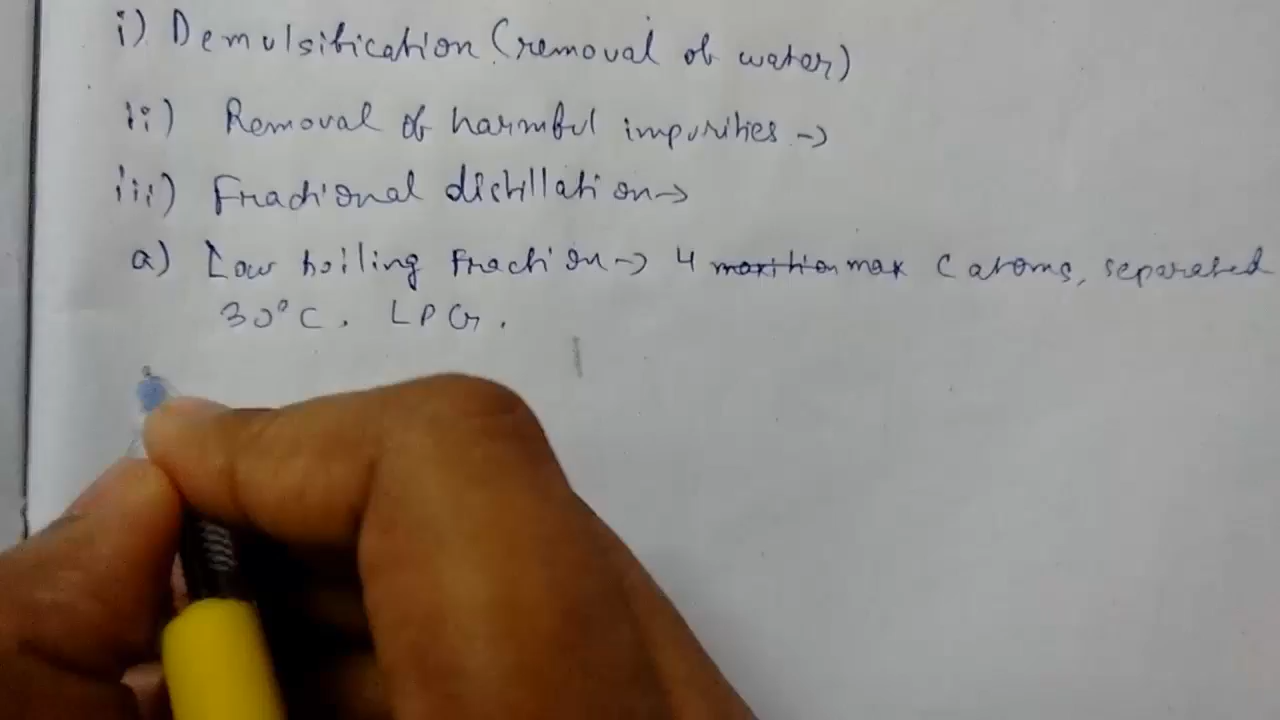 i) Demulsification (removal of water)
ii) Removal of harmful impurities →
iii) Fractional distillation →
a) Low boiling fraction → 4 max C atoms, separated
30°C. LPG.